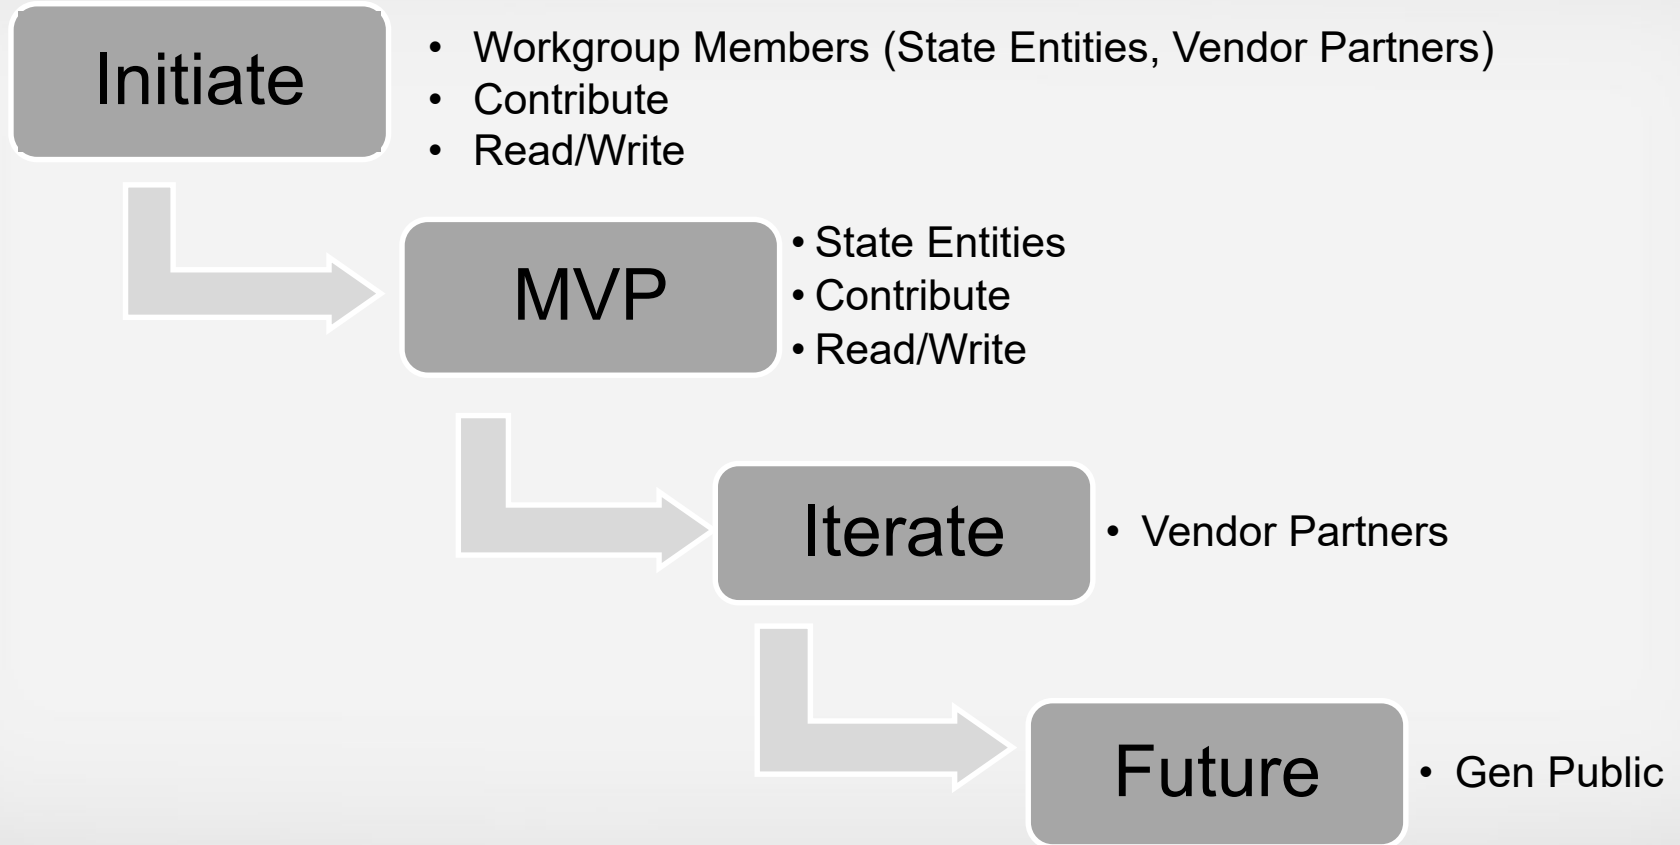 Initiate
• Workgroup Members (State Entities, Vendor Partners)
• Contribute
• Read/Write
MVP
• State Entities
• Contribute
• Read/Write
Iterate
• Vendor Partners
Future
• Gen Public